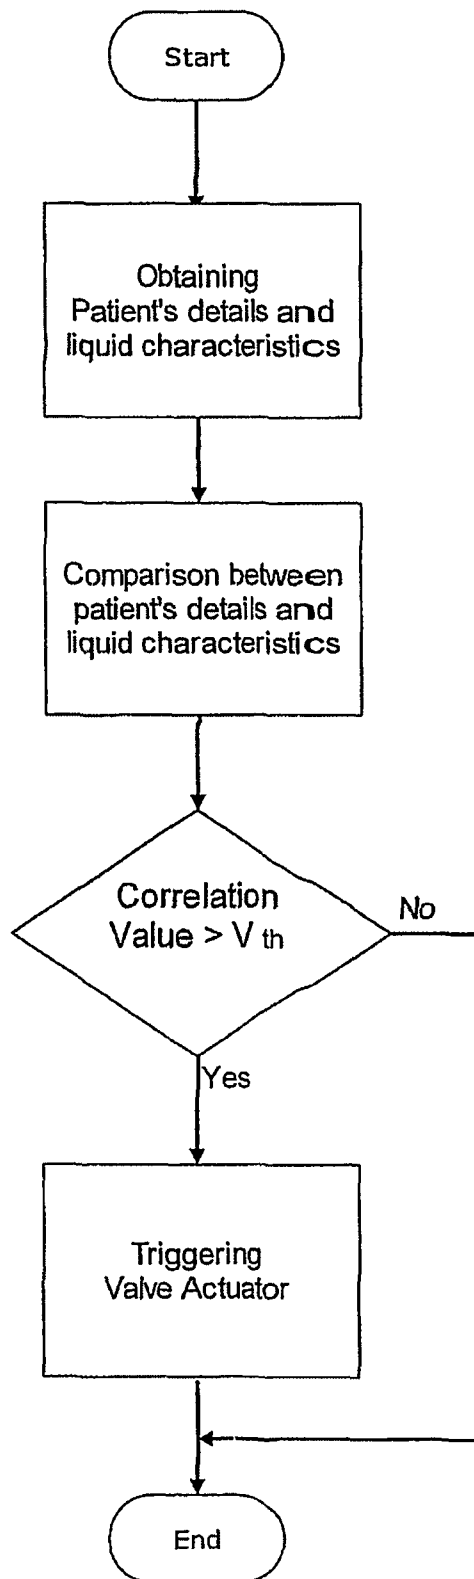 Start
Obtaining
Patient's details and
liquid characteristics
Comparison between
patient's details and
liquid characteristics
Correlation
Value > V th
No
Yes
Triggering
Valve Actuator
End